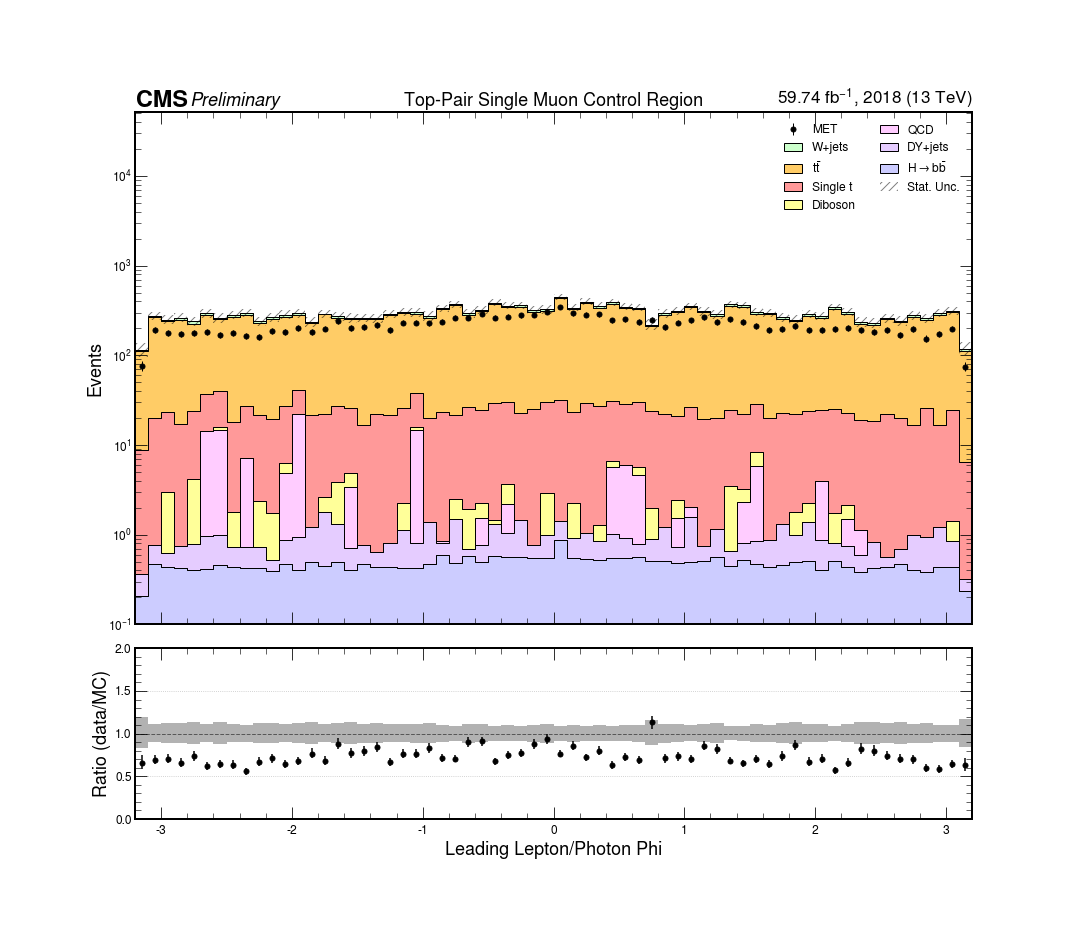 CMS Preliminary Top-Pair Single Muon Control Region 59.74 fb⁻¹, 2018 (13 TeV)
MET QCD
W+jets DY+jets
tt̄ H→bb̄
Single t Stat. Unc.
Diboson
Events
10⁴
10³
10²
10¹
10⁰
10⁻¹
Ratio (data/MC)
2.0
1.5
1.0
0.5
0.0
-3 -2 -1 0 1 2 3
Leading Lepton/Photon Phi